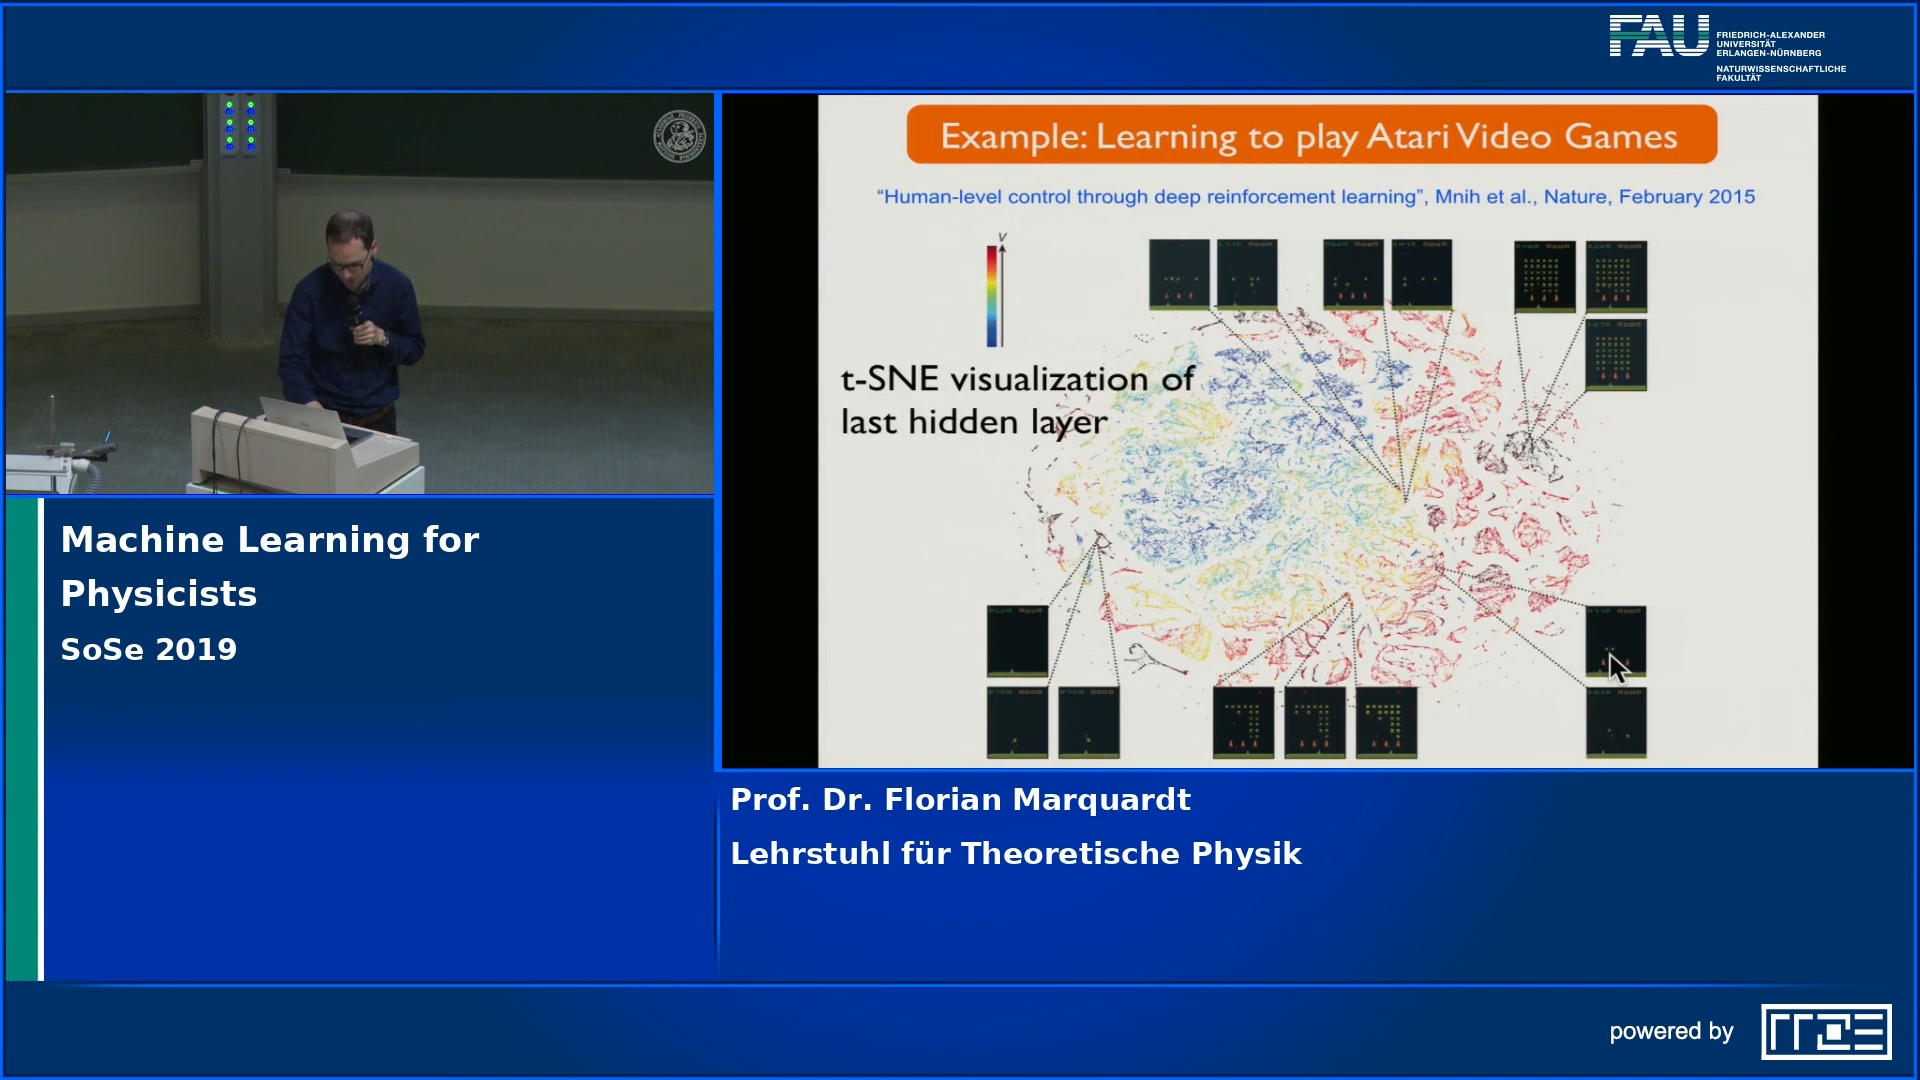 FAU
FRIEDRICH-ALEXANDER
UNIVERSITÄT
ERLANGEN-NÜRNBERG
NATURWISSENSCHAFTLICHE
FAKULTÄT
Example: Learning to play Atari Video Games
“Human-level control through deep reinforcement learning”, Mnih et al., Nature, February 2015
V
t-SNE visualization of
last hidden layer
Machine Learning for
Physicists
SoSe 2019
Prof. Dr. Florian Marquardt
Lehrstuhl für Theoretische Physik
powered by